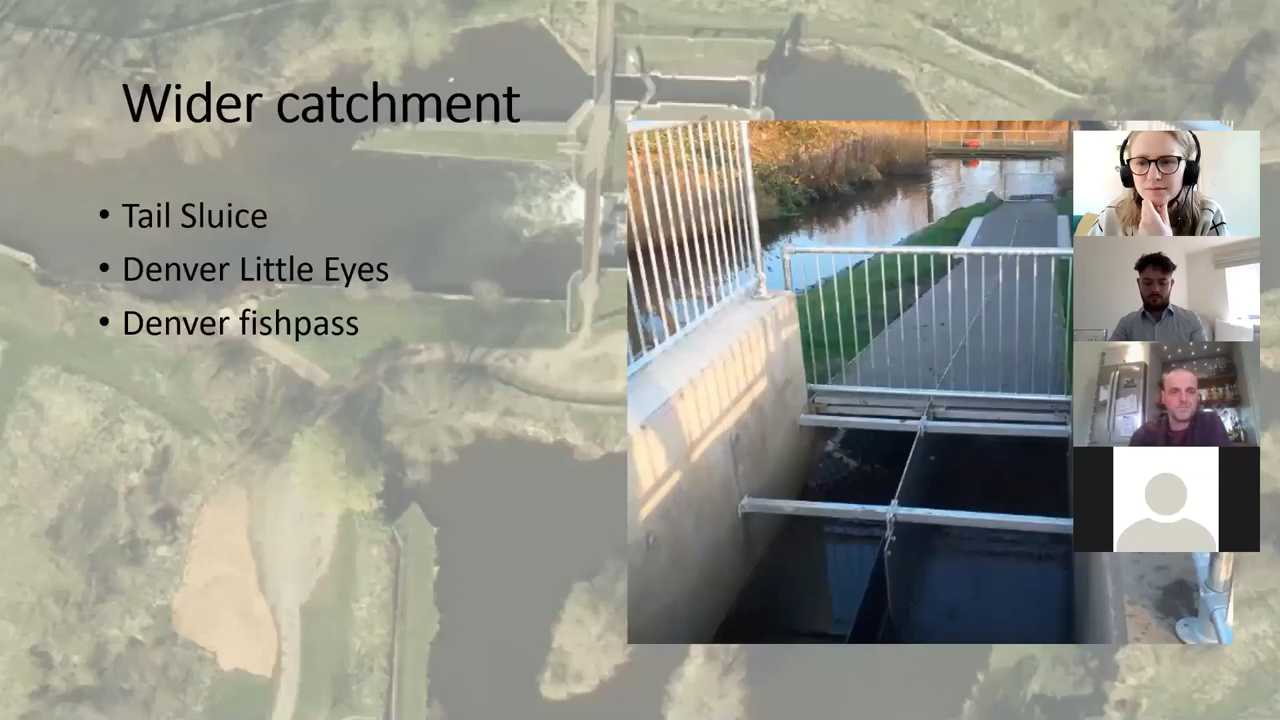 Wider catchment
• Tail Sluice
• Denver Little Eyes
• Denver fishpass